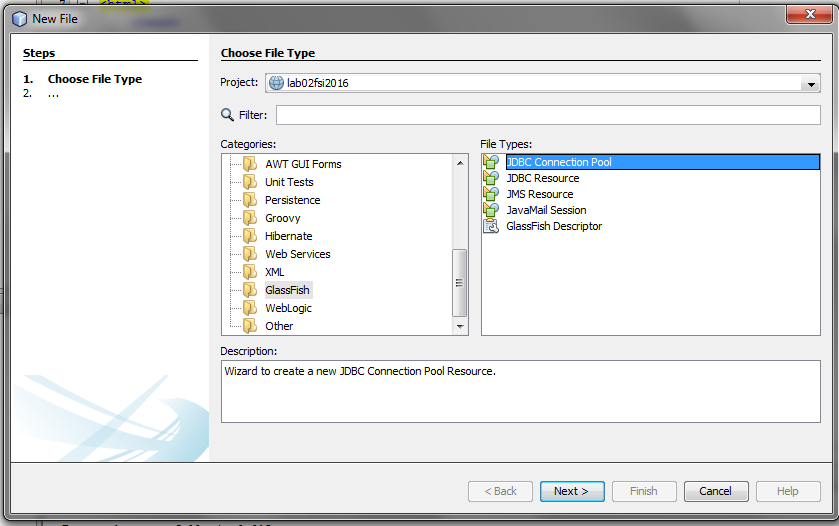 <html>
New File
Steps
1. Choose File Type
2. ...
Choose File Type
Project: lab02fsi2016
Filter:
Categories:
AWT GUI Forms
Unit Tests
Persistence
Groovy
Hibernate
Web Services
XML
GlassFish
WebLogic
Other
File Types:
JDBC Connection Pool
JDBC Resource
JMS Resource
JavaMail Session
GlassFish Descriptor
Description:
Wizard to create a new JDBC Connection Pool Resource.
< Back
Next >
Finish
Cancel
Help